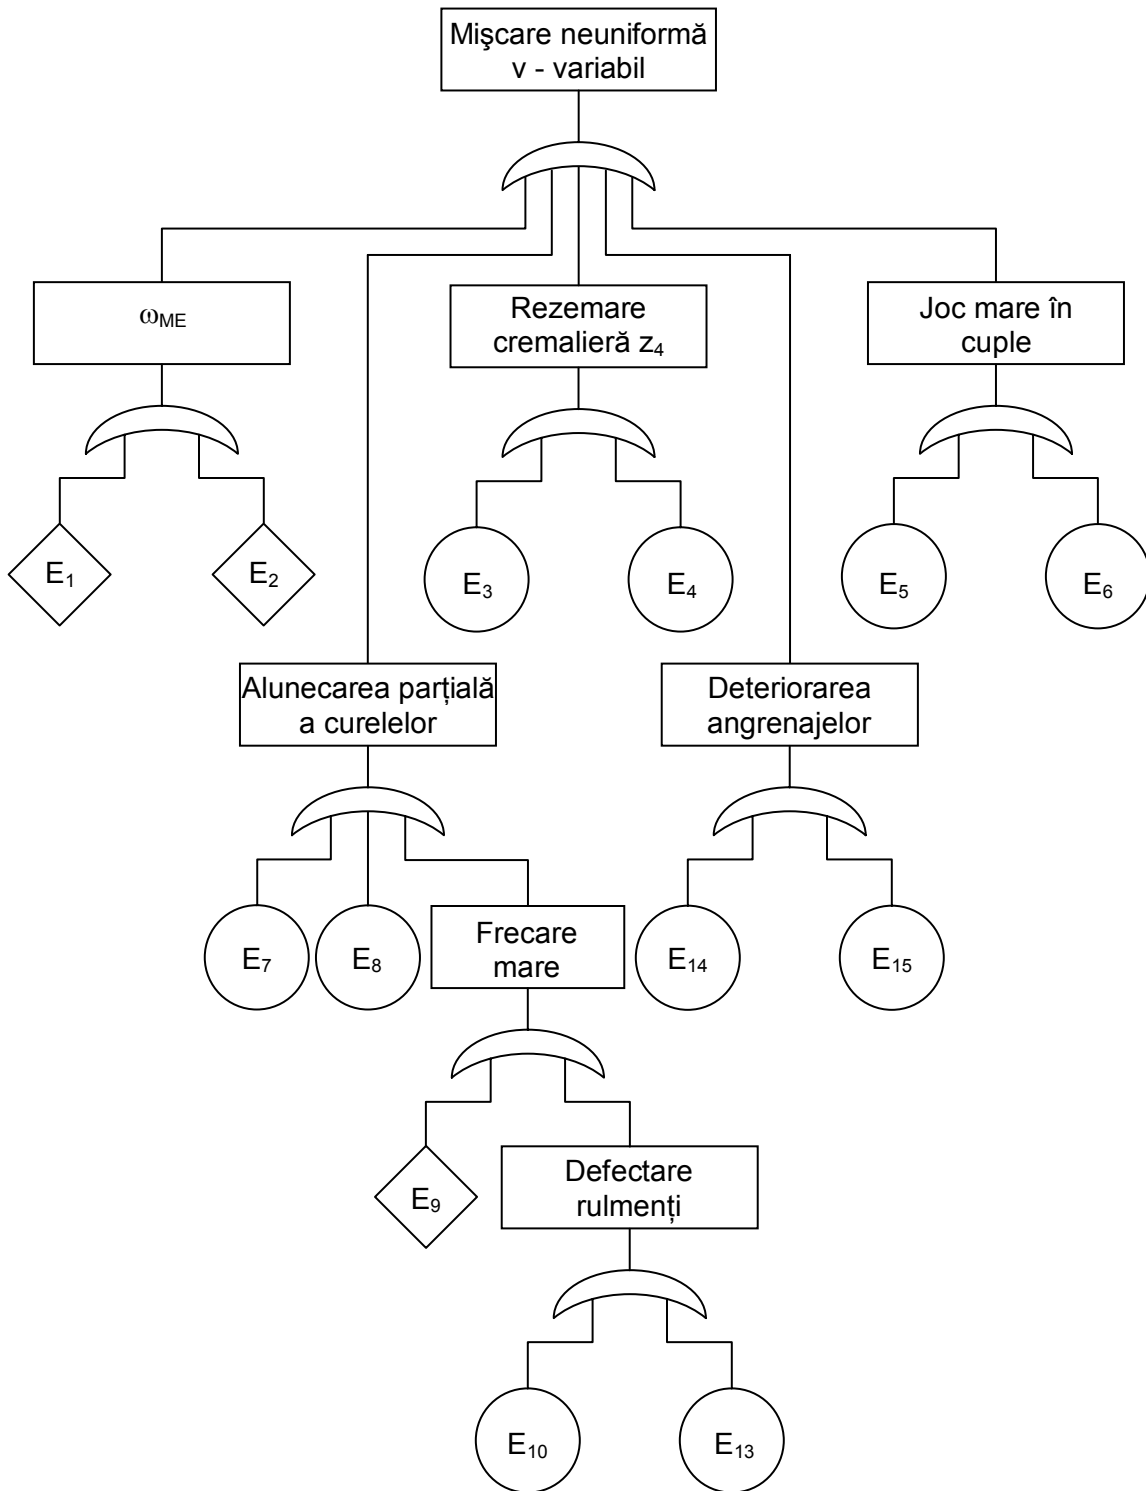 Mişcare neuniformă
v - variabil
ω_ME
Rezemare
cremalieră z₄
Joc mare în
cuple
E₁
E₂
E₃
E₄
E₅
E₆
Alunecarea parțială
a curelelor
Deteriorarea
angrenajelor
E₇
E₈
Frecare
mare
E₁₄
E₁₅
E₉
Defectare
rulmenți
E₁₀
E₁₃